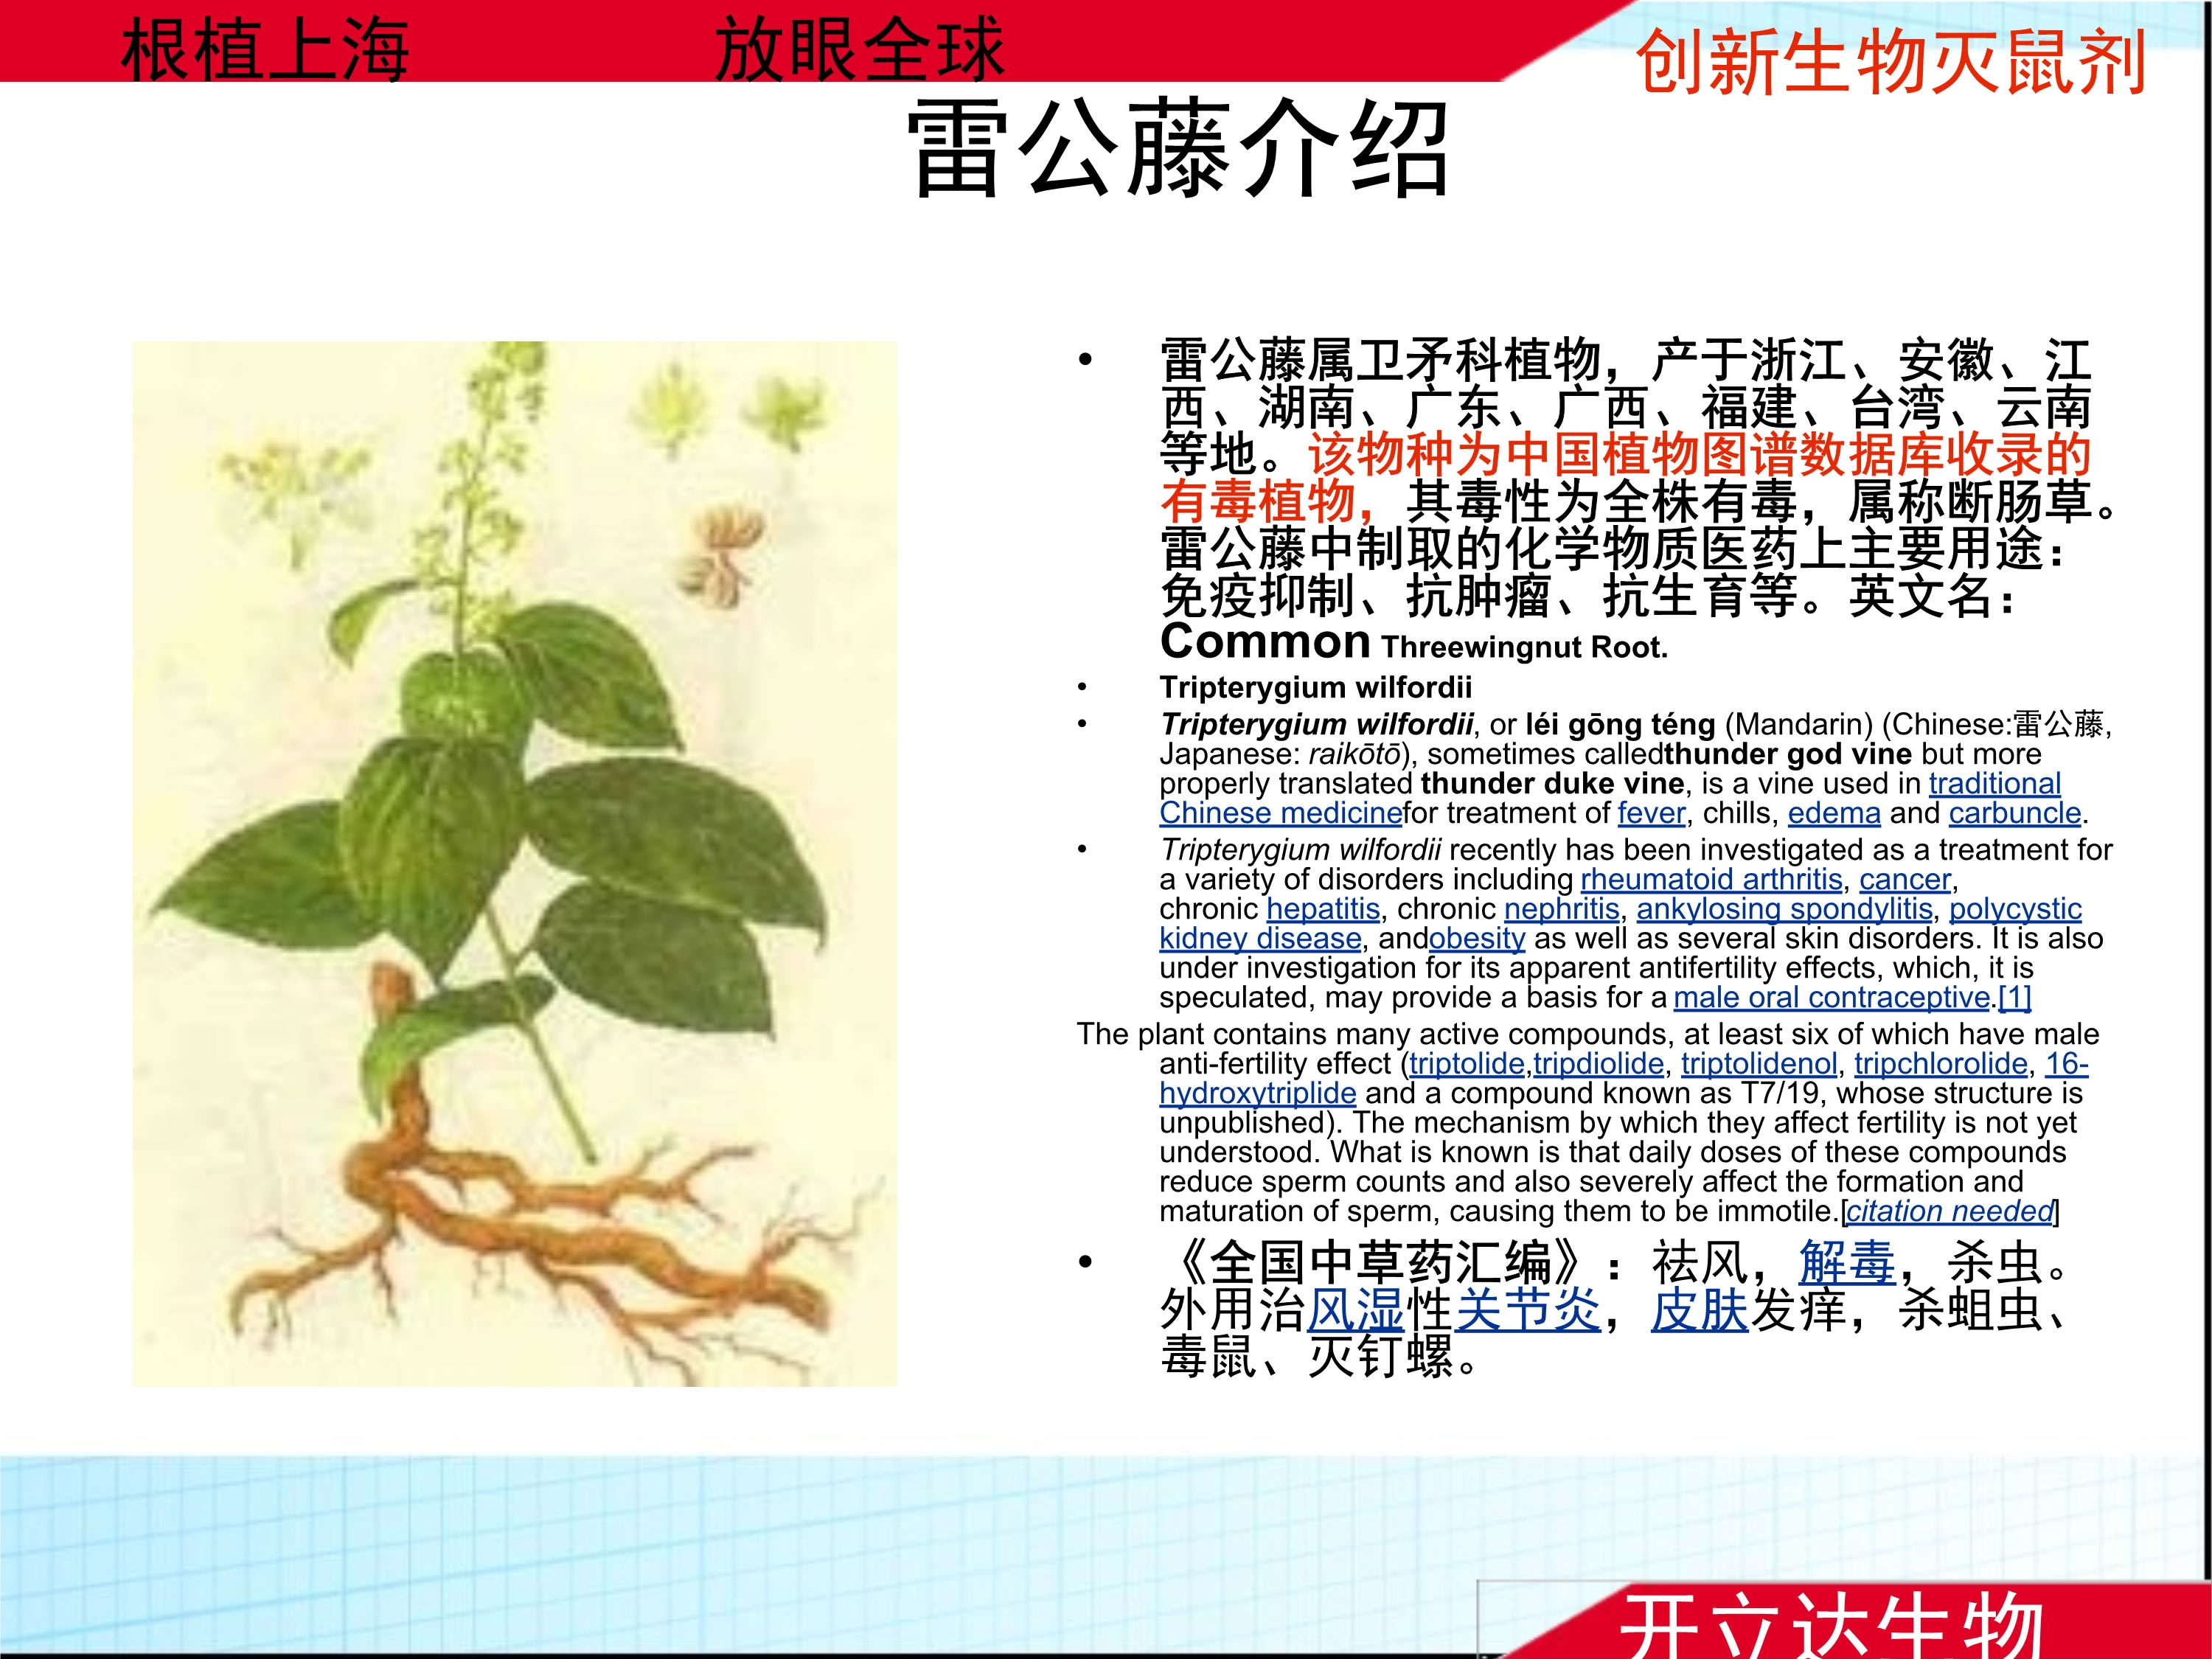 根植上海 放眼全球
创新生物灭鼠剂
雷公藤介绍
• 雷公藤属卫矛科植物，产于浙江、安徽、江
西、湖南、广东、广西、福建、台湾、云南
等地。该物种为中国植物图谱数据库收录的
有毒植物，其毒性为全株有毒，属称断肠草。
雷公藤中制取的化学物质医药上主要用途：
免疫抑制、抗肿瘤、抗生育等。英文名：
Common Threewingnut Root.
• Tripterygium wilfordii
• Tripterygium wilfordii, or léi gōng téng (Mandarin) (Chinese:雷公藤,
Japanese: raikōtō), sometimes calledthunder god vine but more
properly translated thunder duke vine, is a vine used in traditional
Chinese medicinefor treatment of fever, chills, edema and carbuncle.
• Tripterygium wilfordii recently has been investigated as a treatment for
a variety of disorders including rheumatoid arthritis, cancer,
chronic hepatitis, chronic nephritis, ankylosing spondylitis, polycystic
kidney disease, andobesity as well as several skin disorders. It is also
under investigation for its apparent antifertility effects, which, it is
speculated, may provide a basis for a male oral contraceptive.[1]
The plant contains many active compounds, at least six of which have male
anti-fertility effect (triptolide,tripdiolide, triptolidenol, tripchlorolide, 16-
hydroxytriplide and a compound known as T7/19, whose structure is
unpublished). The mechanism by which they affect fertility is not yet
understood. What is known is that daily doses of these compounds
reduce sperm counts and also severely affect the formation and
maturation of sperm, causing them to be immotile.[citation needed]
• 《全国中草药汇编》：祛风，解毒，杀虫。
外用治风湿性关节炎，皮肤发痒，杀蛆虫、
毒鼠、灭钉螺。
开立达生物